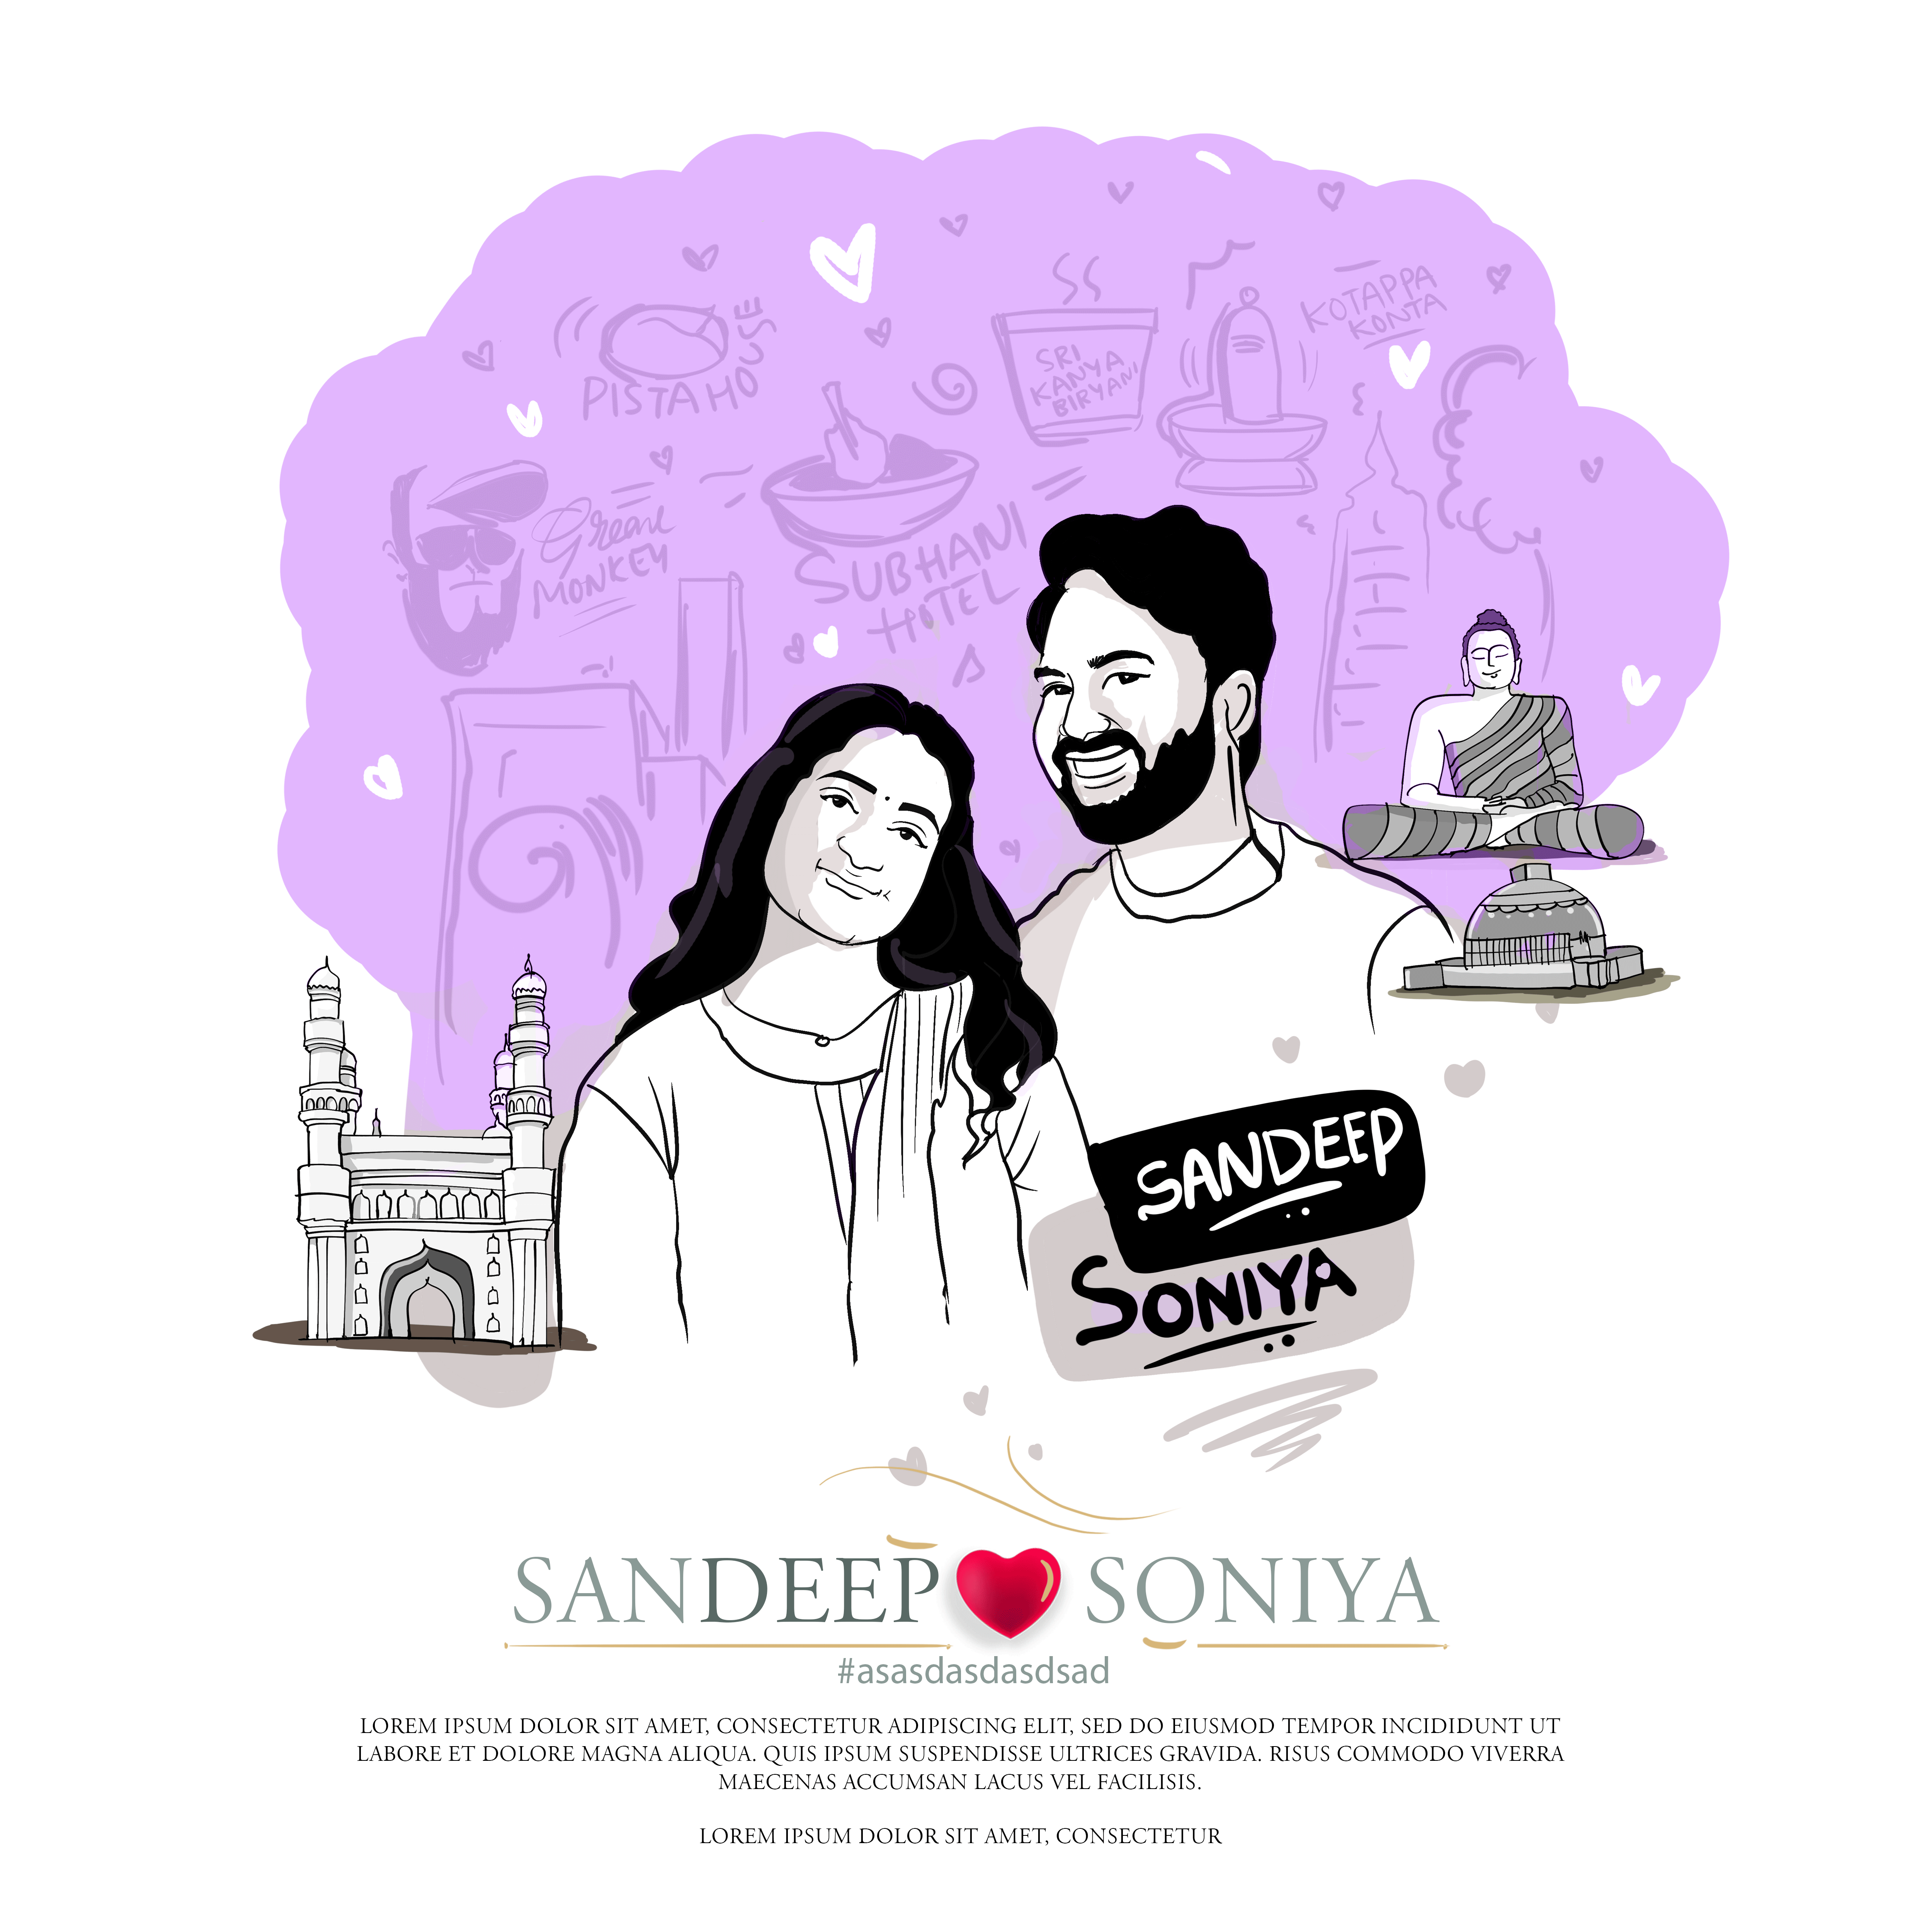 PISTA HOUSE
SRI
KANYA
BIRYANI
KOTAPPA
KONTA
Green
MONKEY
SUBHANI
HOTEL
SANDEEP
SONIYA
SANDEEP SONIYA
#asasdasdasdsad
LOREM IPSUM DOLOR SIT AMET, CONSECTETUR ADIPISCING ELIT, SED DO EIUSMOD TEMPOR INCIDIDUNT UT
LABORE ET DOLORE MAGNA ALIQUA. QUIS IPSUM SUSPENDISSE ULTRICES GRAVIDA. RISUS COMMODO VIVERRA
MAECENAS ACCUMSAN LACUS VEL FACILISIS.
LOREM IPSUM DOLOR SIT AMET, CONSECTETUR